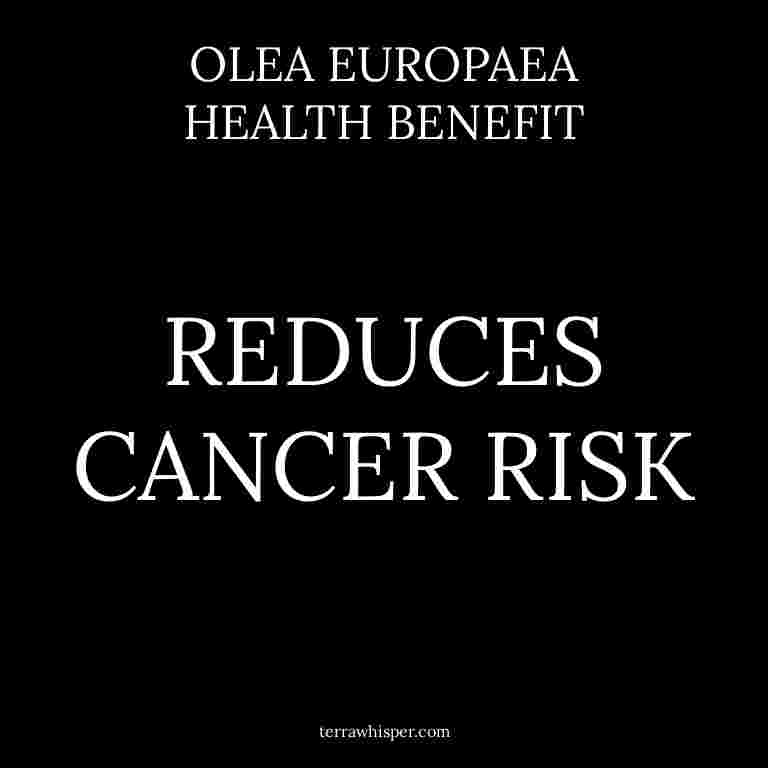 OLEA EUROPAEA
HEALTH BENEFIT
REDUCES
CANCER RISK
terrawhisper.com